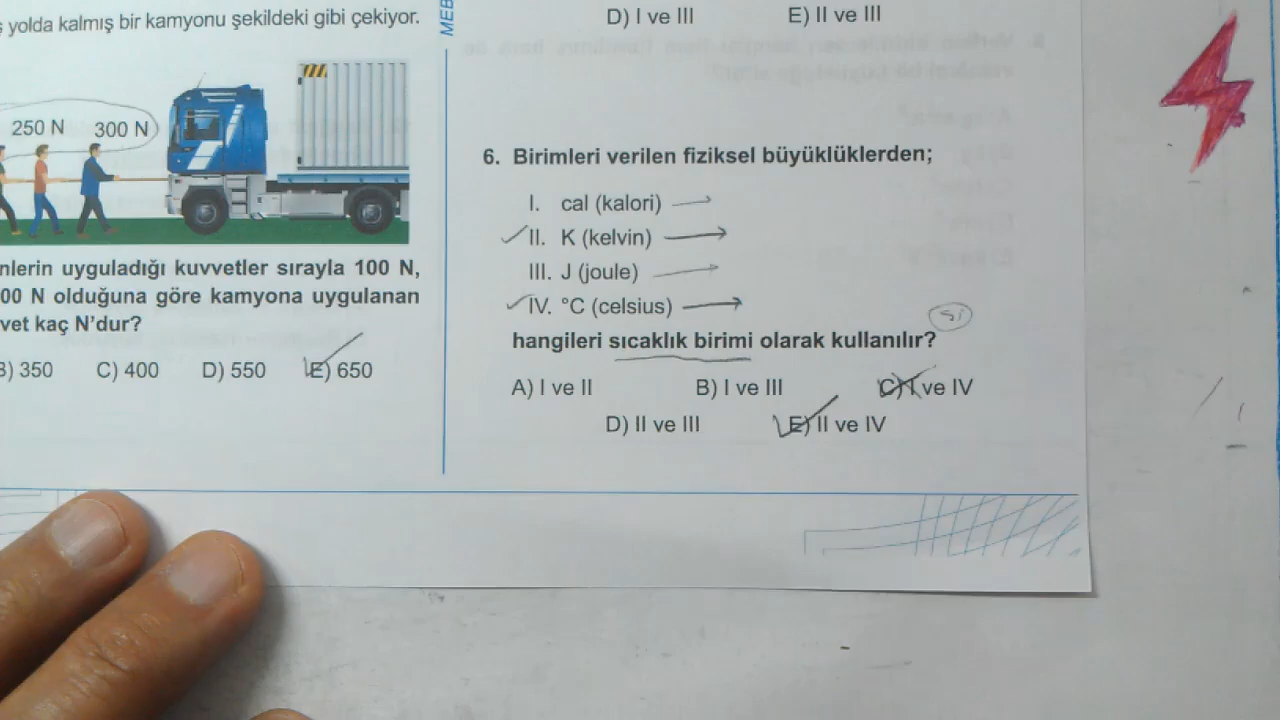 ş yolda kalmış bir kamyonu şekildeki gibi çekiyor.
250 N 300 N
nlerin uyguladığı kuvvetler sırayla 100 N,
00 N olduğuna göre kamyona uygulanan
vet kaç N'dur?
B) 350 C) 400 D) 550 E) 650
MEB
D) I ve III E) II ve III
6. Birimleri verilen fiziksel büyüklüklerden;
I. cal (kalori)
II. K (kelvin)
III. J (joule)
IV. °C (celsius)
SI
hangileri sıcaklık birimi olarak kullanılır?
A) I ve II B) I ve III C) I ve IV
D) II ve III E) II ve IV